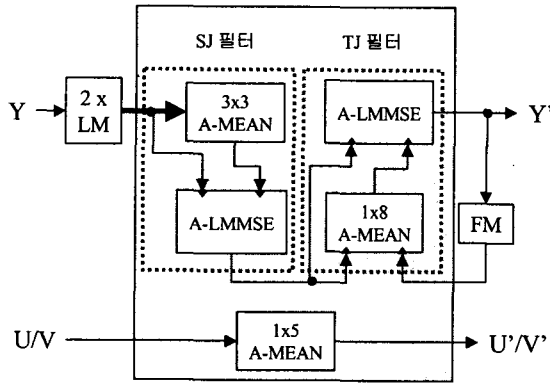 SJ 필터
TJ 필터
Y
2 x
LM
3x3
A-MEAN
A-LMMSE
A-LMMSE
1x8
A-MEAN
Y'
FM
U/V
1x5
A-MEAN
U'/V'